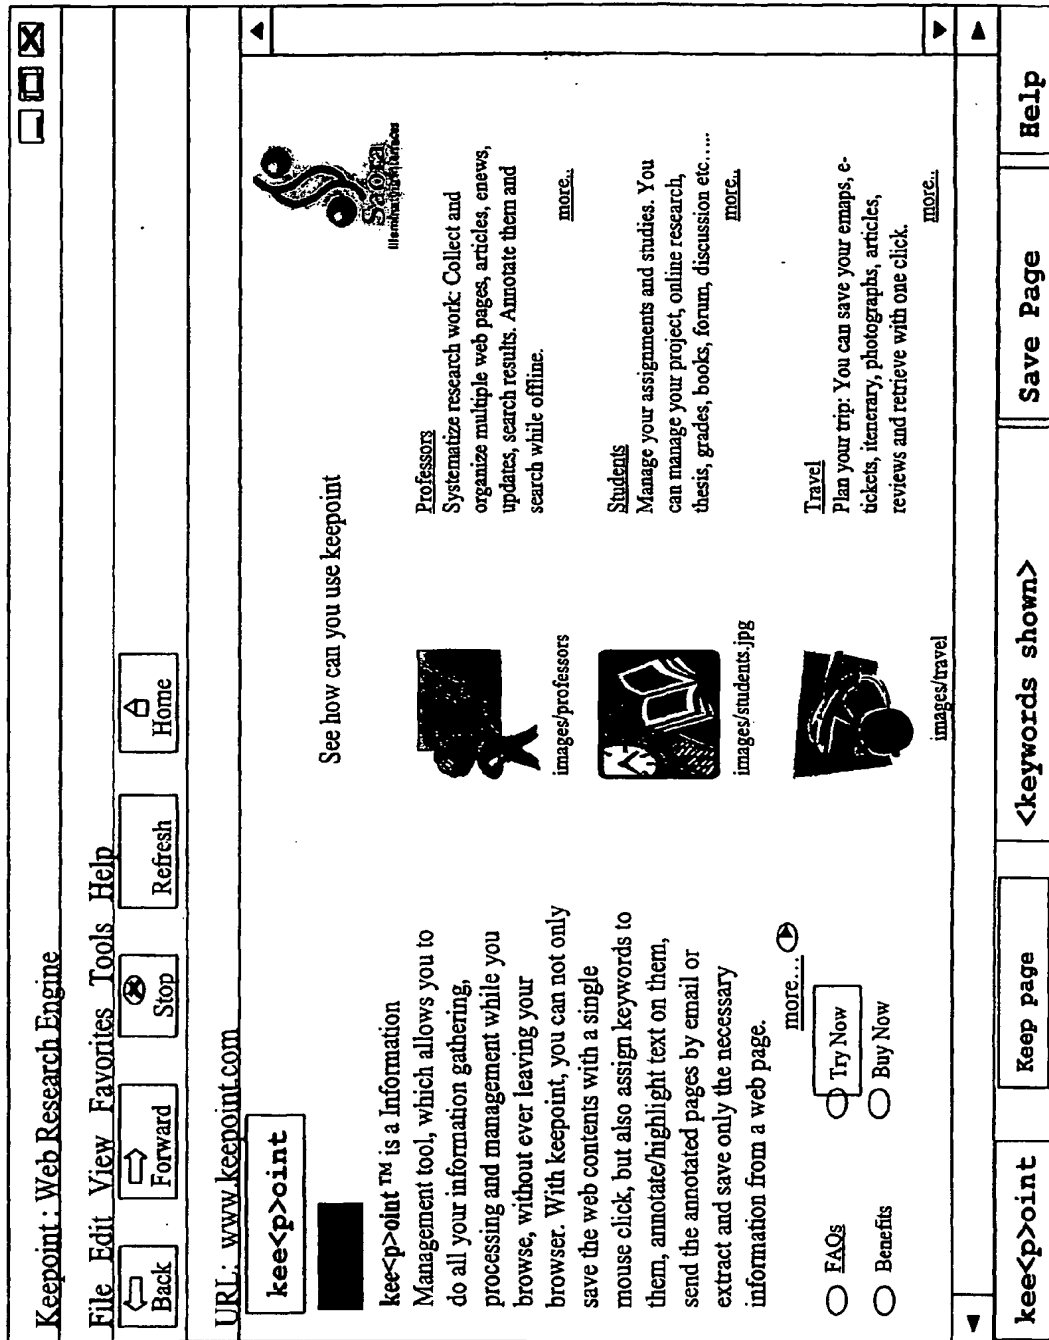 Keepoint : Web Research Engine
File Edit View Favorites Tools Help
Back Forward Stop Refresh Home
URL: www.keepoint.com
kee<p>oint
Saora
kee<p>oint ™ is a Information
Management tool, which allows you to
do all your information gathering,
processing and management while you
browse, without ever leaving your
browser. With keepoint, you can not only
save the web contents with a single
mouse click, but also assign keywords to
them, annotate/highlight text on them,
send the annotated pages by email or
extract and save only the necessary
information from a web page.
more...
FAQs Try Now
Benefits Buy Now
See how can you use keepoint
images/professors
Professors
Systematize research work: Collect and
organize multiple web pages, articles, enews,
updates, search results. Annotate them and
search while offline.
more..
images/students.jpg
Students
Manage your assignments and studies. You
can manage your project, online research,
thesis, grades, books, forum, discussion etc.....
more..
images/travel
Travel
Plan your trip: You can save your emaps, e-
tickets, itenerary, photographs, articles,
reviews and retrieve with one click.
more..
kee<p>oint Keep page <keywords shown> Save Page Help